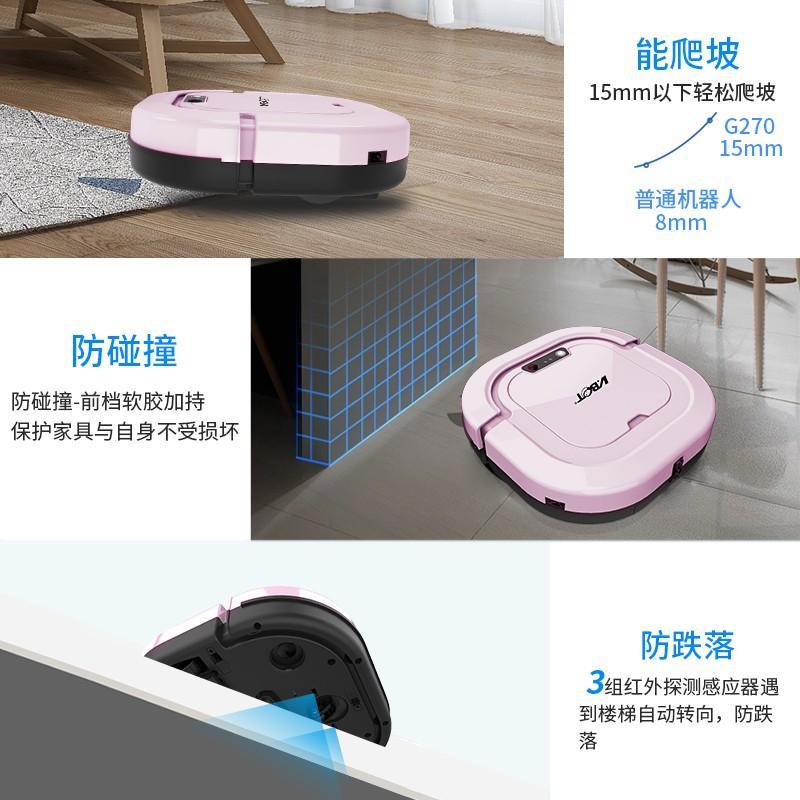 能爬坡
15mm以下轻松爬坡
G270
15mm
普通机器人
8mm
防碰撞
防碰撞-前档软胶加持
保护家具与自身不受损坏
VBOT
防跌落
3组红外探测感应器遇
到楼梯自动转向，防跌
落